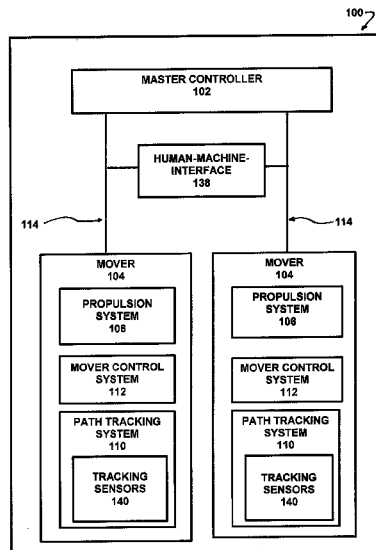 100
MASTER CONTROLLER
102
HUMAN-MACHINE-
INTERFACE
138
114
114
MOVER
104
PROPULSION
SYSTEM
106
MOVER CONTROL
SYSTEM
112
PATH TRACKING
SYSTEM
110
TRACKING
SENSORS
140
MOVER
104
PROPULSION
SYSTEM
106
MOVER CONTROL
SYSTEM
112
PATH TRACKING
SYSTEM
110
TRACKING
SENSORS
140